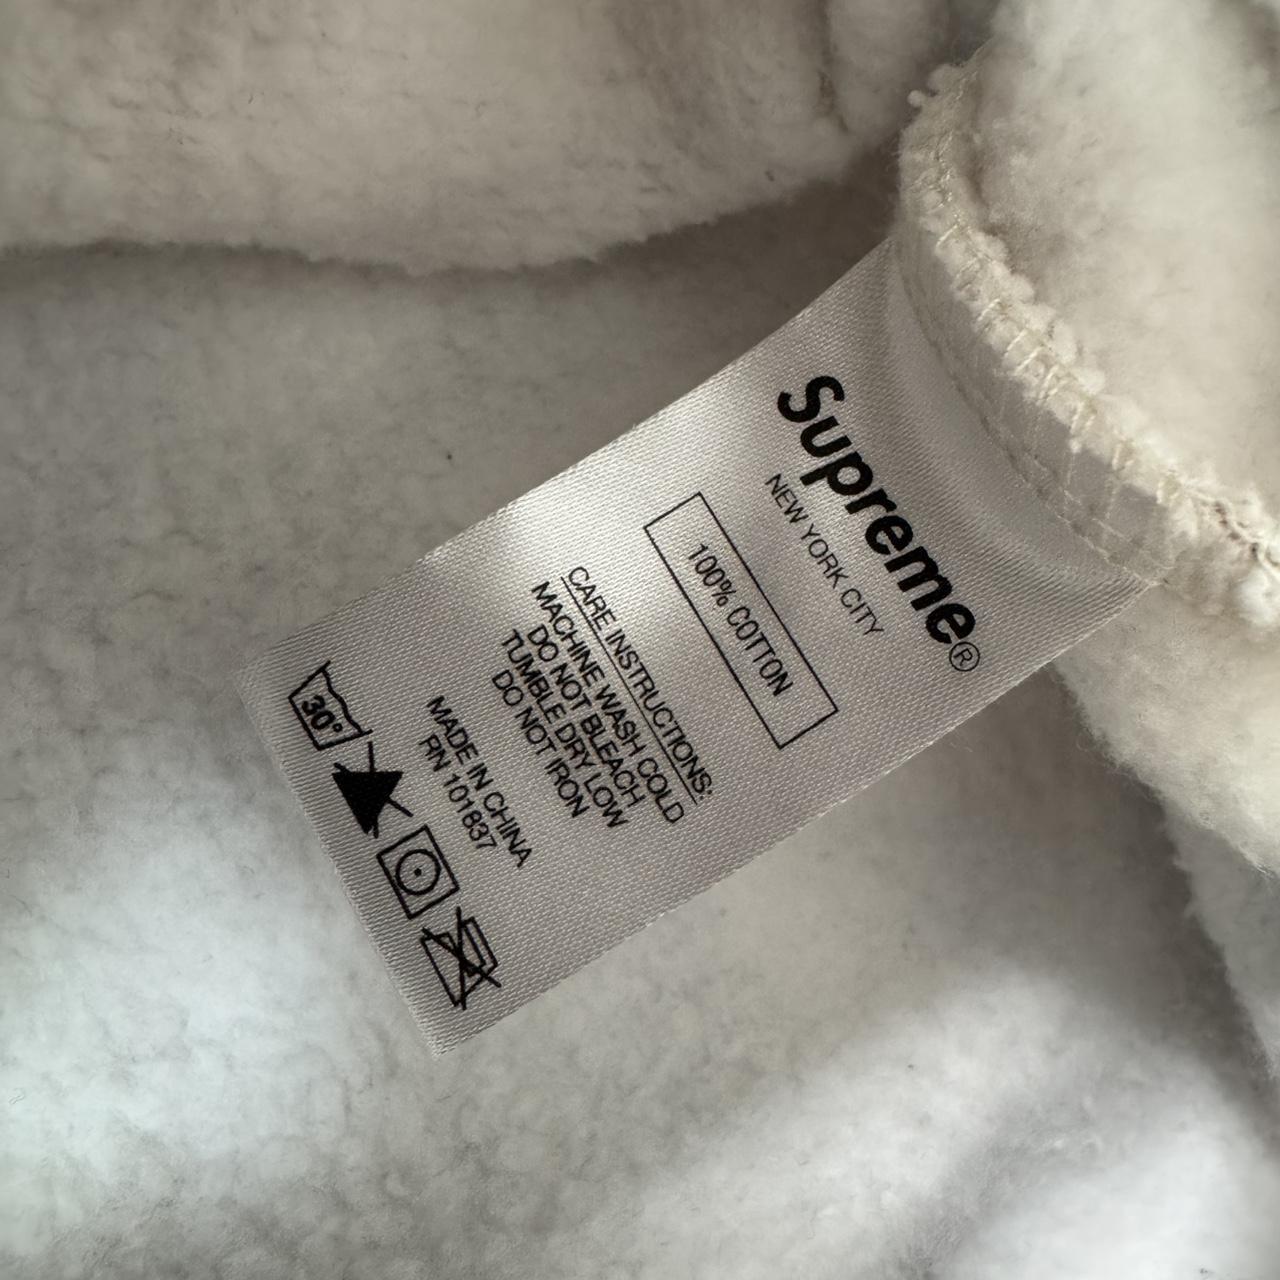 Supreme®
NEW YORK CITY
100% COTTON
CARE INSTRUCTIONS:
MACHINE WASH COLD
DO NOT BLEACH
TUMBLE DRY LOW
DO NOT IRON
MADE IN CHINA
RN 101837
30°